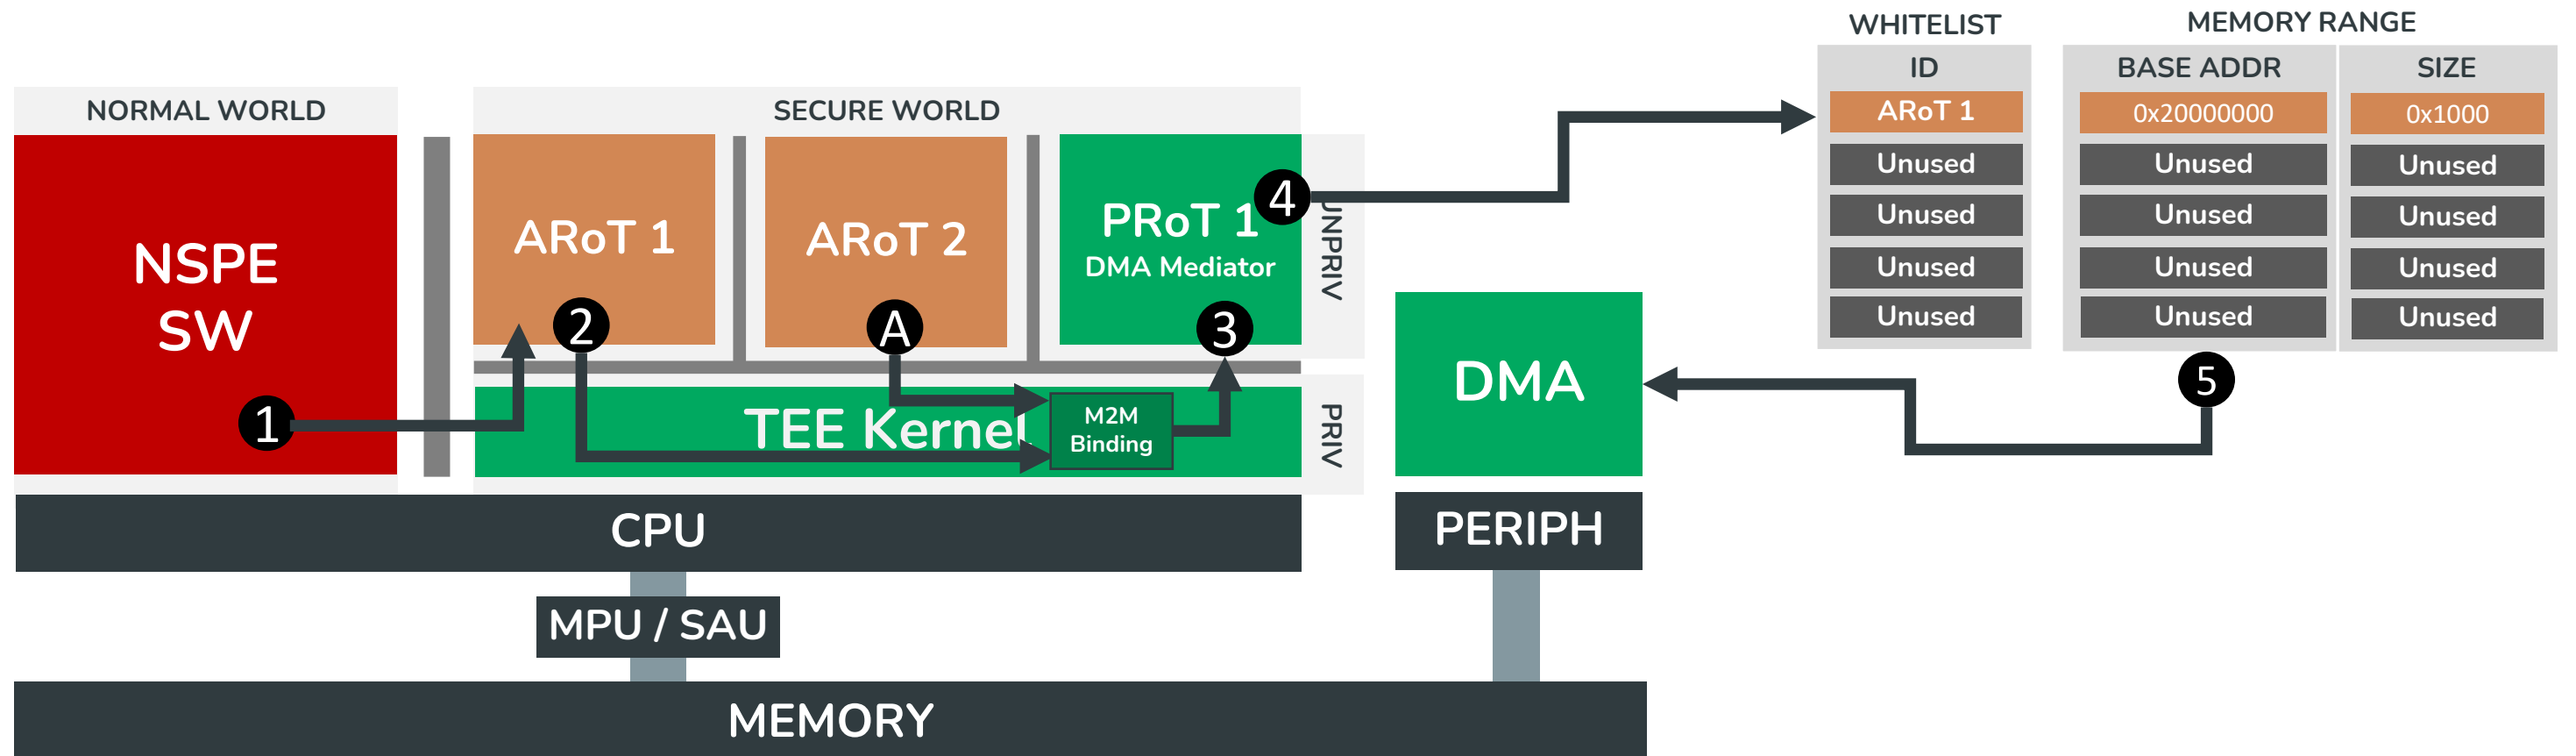 NORMAL WORLD
NSPE
SW
1
SECURE WORLD
ARoT 1
2
ARoT 2
A
PRoT 1
DMA Mediator
4
3
UNPRIV
TEE Kernel
M2M
Binding
PRIV
CPU
MPU / SAU
MEMORY
DMA
PERIPH
WHITELIST
ID
ARoT 1
Unused
Unused
Unused
Unused
MEMORY RANGE
BASE ADDR
SIZE
0x20000000
0x1000
Unused
Unused
Unused
Unused
Unused
Unused
Unused
Unused
5